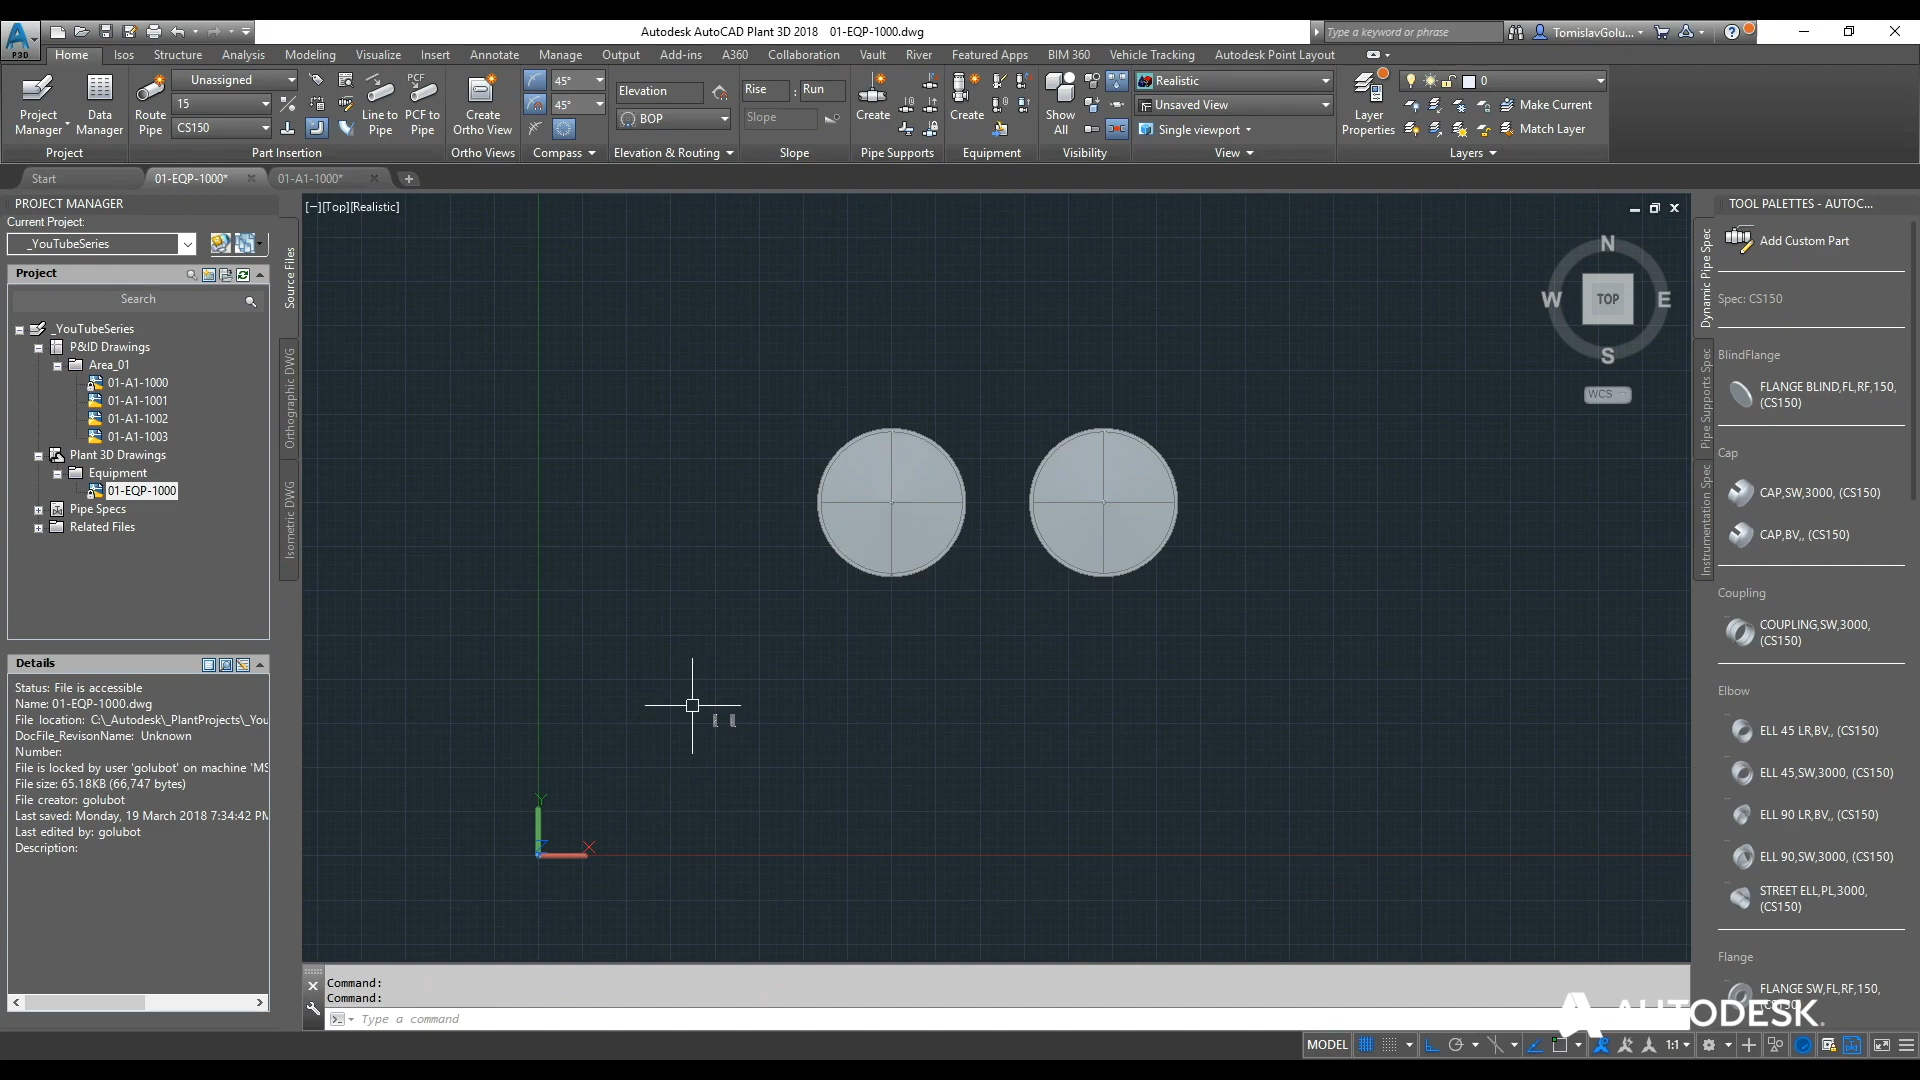 Autodesk AutoCAD Plant 3D 2018 01-EQP-1000.dwg
Type a keyword or phrase
TomislavGolu...
P3D
Home Isos Structure Analysis Modeling Visualize Insert Annotate Manage Output Add-ins A360 Collaboration Vault River Featured Apps BIM 360 Vehicle Tracking Autodesk Point Layout
Project Manager
Data Manager
Project
Route Pipe
Unassigned
15
CS150
Line to Pipe
PCF to Pipe
Part Insertion
Create Ortho View
Ortho Views
45°
45°
Compass
Elevation
BOP
Elevation & Routing
Rise : Run
Slope
Slope
Create
Pipe Supports
Create
Equipment
Show All
Visibility
Realistic
Unsaved View
Single viewport
View
Layer Properties
0
Make Current
Match Layer
Layers
Start 01-EQP-1000* 01-A1-1000*
PROJECT MANAGER
Current Project:
_YouTubeSeries
Project
Search
_YouTubeSeries
P&ID Drawings
Area_01
01-A1-1000
01-A1-1001
01-A1-1002
01-A1-1003
Plant 3D Drawings
Equipment
01-EQP-1000
Pipe Specs
Related Files
Source Files
Orthographic DWG
Isometric DWG
Details
Status: File is accessible
Name: 01-EQP-1000.dwg
File location: C:\_Autodesk\_PlantProjects\_You
DocFile_RevisonName: Unknown
Number:
File is locked by user 'golubot' on machine 'MS
File size: 65.18KB (66,747 bytes)
File creator: golubot
Last saved: Monday, 19 March 2018 7:34:42 PM
Last edited by: golubot
Description:
[−][Top][Realistic]
N
W TOP E
S
WCS
Y
X
Z
Command:
Command:
Type a command
TOOL PALETTES - AUTOC...
Dynamic Pipe Spec
Pipe Supports Spec
Instrumentation Spec
Add Custom Part
Spec: CS150
BlindFlange
FLANGE BLIND,FL,RF,150, (CS150)
Cap
CAP,SW,3000, (CS150)
CAP,BV,, (CS150)
Coupling
COUPLING,SW,3000, (CS150)
Elbow
ELL 45 LR,BV,, (CS150)
ELL 45,SW,3000, (CS150)
ELL 90 LR,BV,, (CS150)
ELL 90,SW,3000, (CS150)
STREET ELL,PL,3000, (CS150)
Flange
FLANGE SW,FL,RF,150,
AUTODESK.
MODEL 1:1